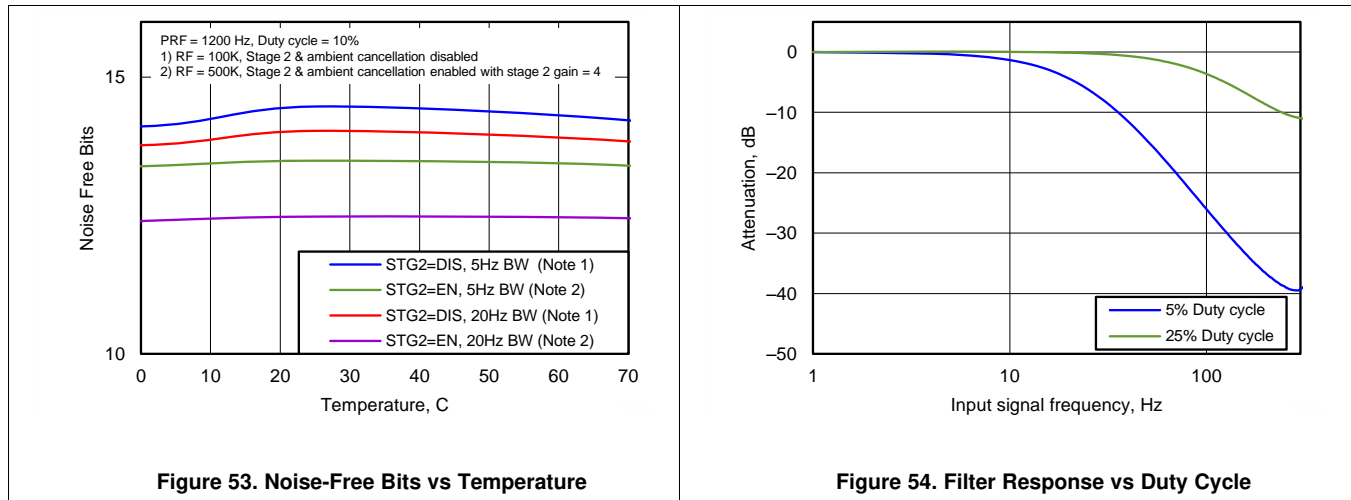 PRF = 1200 Hz, Duty cycle = 10%
1) RF = 100K, Stage 2 & ambient cancellation disabled
2) RF = 500K, Stage 2 & ambient cancellation enabled with stage 2 gain = 4
15
10
Noise Free Bits
STG2=DIS, 5Hz BW (Note 1)
STG2=EN, 5Hz BW (Note 2)
STG2=DIS, 20Hz BW (Note 1)
STG2=EN, 20Hz BW (Note 2)
0 10 20 30 40 50 60 70
Temperature, C
Figure 53. Noise-Free Bits vs Temperature
0
–10
–20
–30
–40
–50
Attenuation, dB
5% Duty cycle
25% Duty cycle
1 10 100
Input signal frequency, Hz
Figure 54. Filter Response vs Duty Cycle